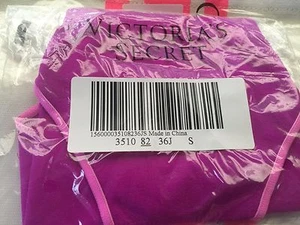 VICTORIA'S
SECRET
156000035108236JS Made in China
3510 82 36J S